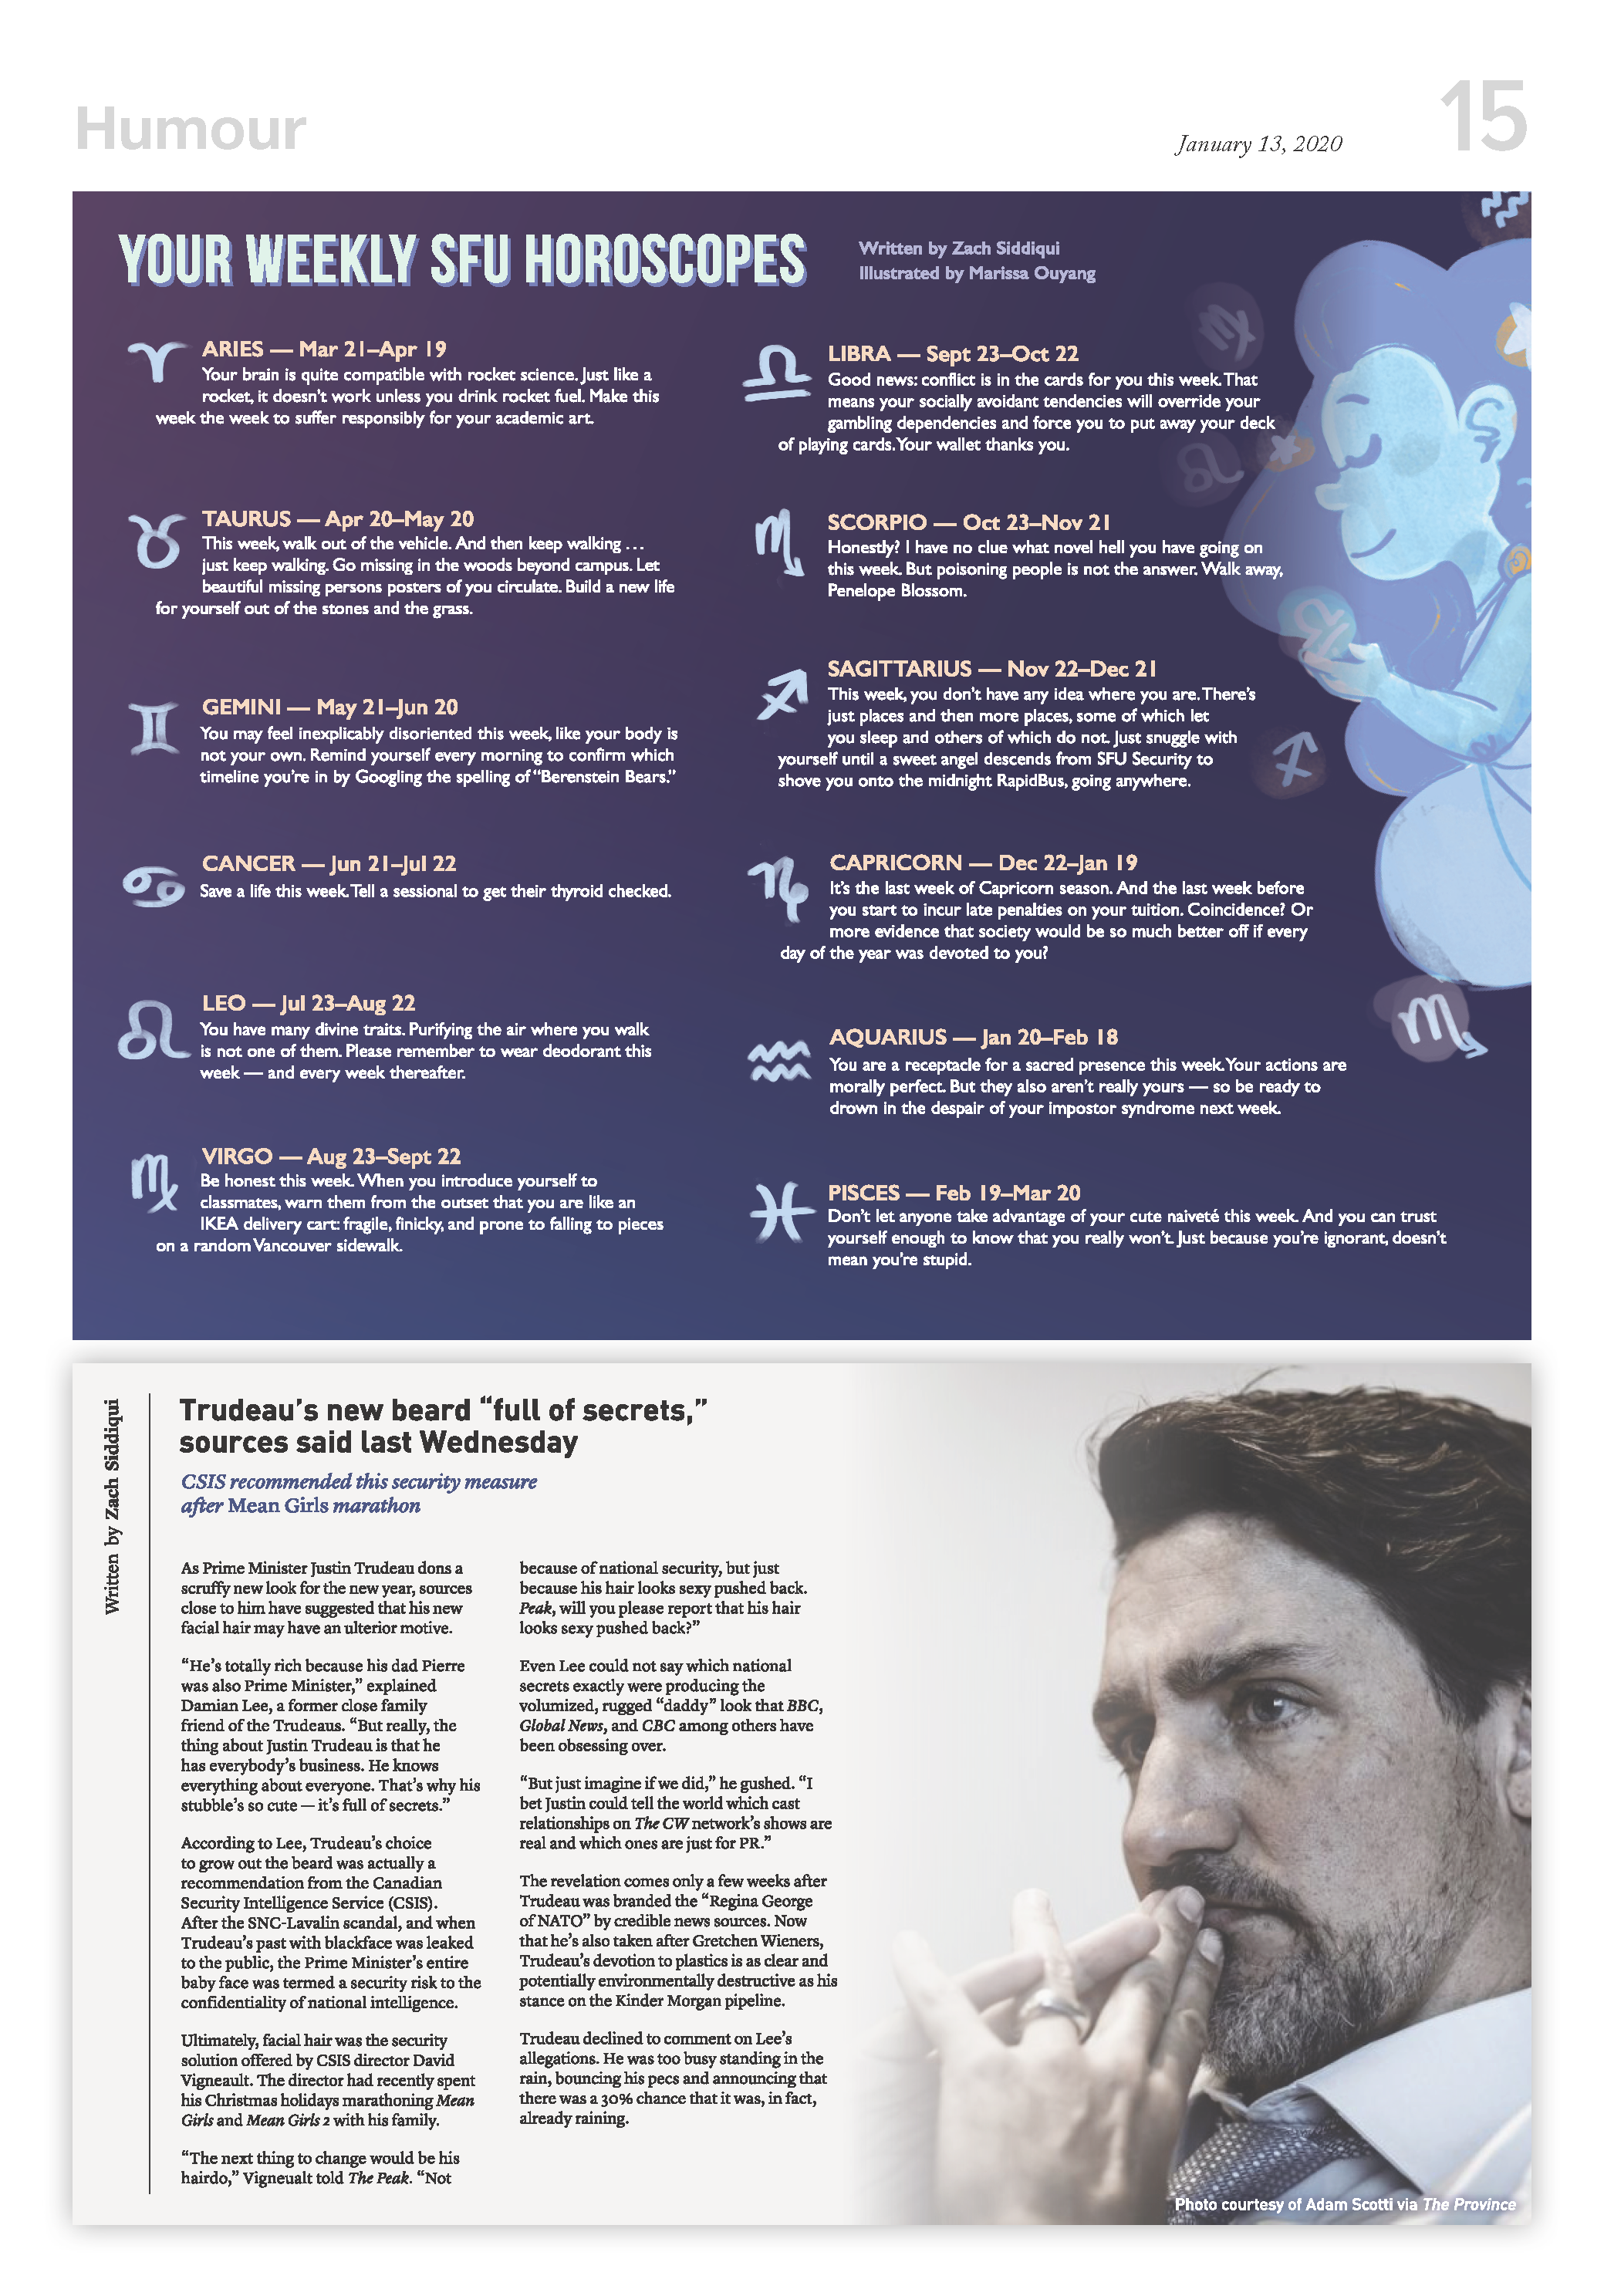 Humour
January 13, 2020
15
YOUR WEEKLY SFU HOROSCOPES
Written by Zach Siddiqui
Illustrated by Marissa Ouyang
ARIES — Mar 21–Apr 19
Your brain is quite compatible with rocket science. Just like a
rocket, it doesn't work unless you drink rocket fuel. Make this
week the week to suffer responsibly for your academic art.
TAURUS — Apr 20–May 20
This week, walk out of the vehicle. And then keep walking . . .
just keep walking. Go missing in the woods beyond campus. Let
beautiful missing persons posters of you circulate. Build a new life
for yourself out of the stones and the grass.
GEMINI — May 21–Jun 20
You may feel inexplicably disoriented this week, like your body is
not your own. Remind yourself every morning to confirm which
timeline you're in by Googling the spelling of “Berenstein Bears.”
CANCER — Jun 21–Jul 22
Save a life this week. Tell a sessional to get their thyroid checked.
LEO — Jul 23–Aug 22
You have many divine traits. Purifying the air where you walk
is not one of them. Please remember to wear deodorant this
week — and every week thereafter.
VIRGO — Aug 23–Sept 22
Be honest this week. When you introduce yourself to
classmates, warn them from the outset that you are like an
IKEA delivery cart: fragile, finicky, and prone to falling to pieces
on a random Vancouver sidewalk.
LIBRA — Sept 23–Oct 22
Good news: conflict is in the cards for you this week. That
means your socially avoidant tendencies will override your
gambling dependencies and force you to put away your deck
of playing cards. Your wallet thanks you.
SCORPIO — Oct 23–Nov 21
Honestly? I have no clue what novel hell you have going on
this week. But poisoning people is not the answer. Walk away,
Penelope Blossom.
SAGITTARIUS — Nov 22–Dec 21
This week, you don't have any idea where you are. There's
just places and then more places, some of which let
you sleep and others of which do not. Just snuggle with
yourself until a sweet angel descends from SFU Security to
shove you onto the midnight RapidBus, going anywhere.
CAPRICORN — Dec 22–Jan 19
It's the last week of Capricorn season. And the last week before
you start to incur late penalties on your tuition. Coincidence? Or
more evidence that society would be so much better off if every
day of the year was devoted to you?
AQUARIUS — Jan 20–Feb 18
You are a receptacle for a sacred presence this week. Your actions are
morally perfect. But they also aren't really yours — so be ready to
drown in the despair of your impostor syndrome next week.
PISCES — Feb 19–Mar 20
Don't let anyone take advantage of your cute naiveté this week. And you can trust
yourself enough to know that you really won't. Just because you're ignorant, doesn't
mean you're stupid.
Written by Zach Siddiqui
Trudeau's new beard “full of secrets,”
sources said last Wednesday
CSIS recommended this security measure
after Mean Girls marathon
As Prime Minister Justin Trudeau dons a
scruffy new look for the new year, sources
close to him have suggested that his new
facial hair may have an ulterior motive.
“He's totally rich because his dad Pierre
was also Prime Minister,” explained
Damian Lee, a former close family
friend of the Trudeaus. “But really, the
thing about Justin Trudeau is that he
has everybody's business. He knows
everything about everyone. That's why his
stubble's so cute — it's full of secrets.”
According to Lee, Trudeau's choice
to grow out the beard was actually a
recommendation from the Canadian
Security Intelligence Service (CSIS).
After the SNC-Lavalin scandal, and when
Trudeau's past with blackface was leaked
to the public, the Prime Minister's entire
baby face was termed a security risk to the
confidentiality of national intelligence.
Ultimately, facial hair was the security
solution offered by CSIS director David
Vigneault. The director had recently spent
his Christmas holidays marathoning Mean
Girls and Mean Girls 2 with his family.
“The next thing to change would be his
hairdo,” Vigneualt told The Peak. “Not
because of national security, but just
because his hair looks sexy pushed back.
Peak, will you please report that his hair
looks sexy pushed back?”
Even Lee could not say which national
secrets exactly were producing the
volumized, rugged “daddy” look that BBC,
Global News, and CBC among others have
been obsessing over.
“But just imagine if we did,” he gushed. “I
bet Justin could tell the world which cast
relationships on The CW network's shows are
real and which ones are just for PR.”
The revelation comes only a few weeks after
Trudeau was branded the “Regina George
of NATO” by credible news sources. Now
that he's also taken after Gretchen Wieners,
Trudeau's devotion to plastics is as clear and
potentially environmentally destructive as his
stance on the Kinder Morgan pipeline.
Trudeau declined to comment on Lee's
allegations. He was too busy standing in the
rain, bouncing his pecs and announcing that
there was a 30% chance that it was, in fact,
already raining.
Photo courtesy of Adam Scotti via The Province